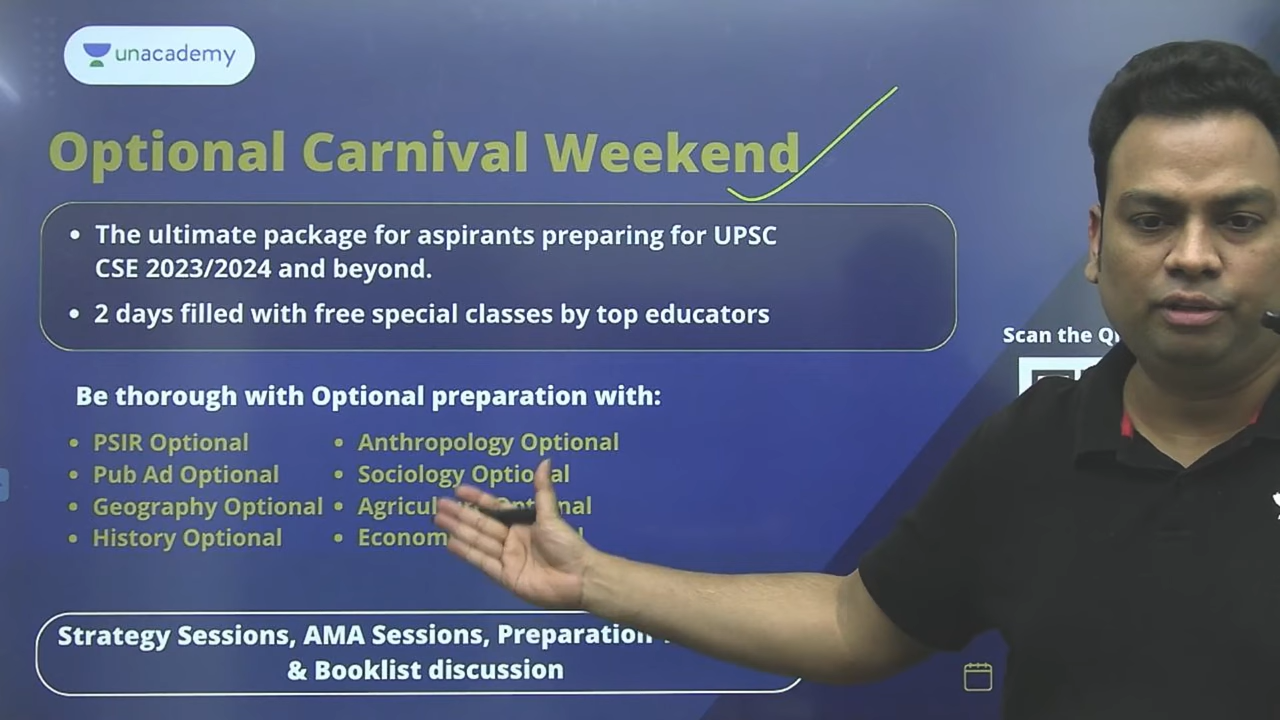 unacademy
Optional Carnival Weekend
• The ultimate package for aspirants preparing for UPSC
CSE 2023/2024 and beyond.
• 2 days filled with free special classes by top educators
Scan the
Be thorough with Optional preparation with:
• PSIR Optional
• Pub Ad Optional
• Geography Optional
• History Optional
• Anthropology Optional
• Sociology Optional
Strategy Sessions, AMA Sessions, Preparation
& Booklist discussion